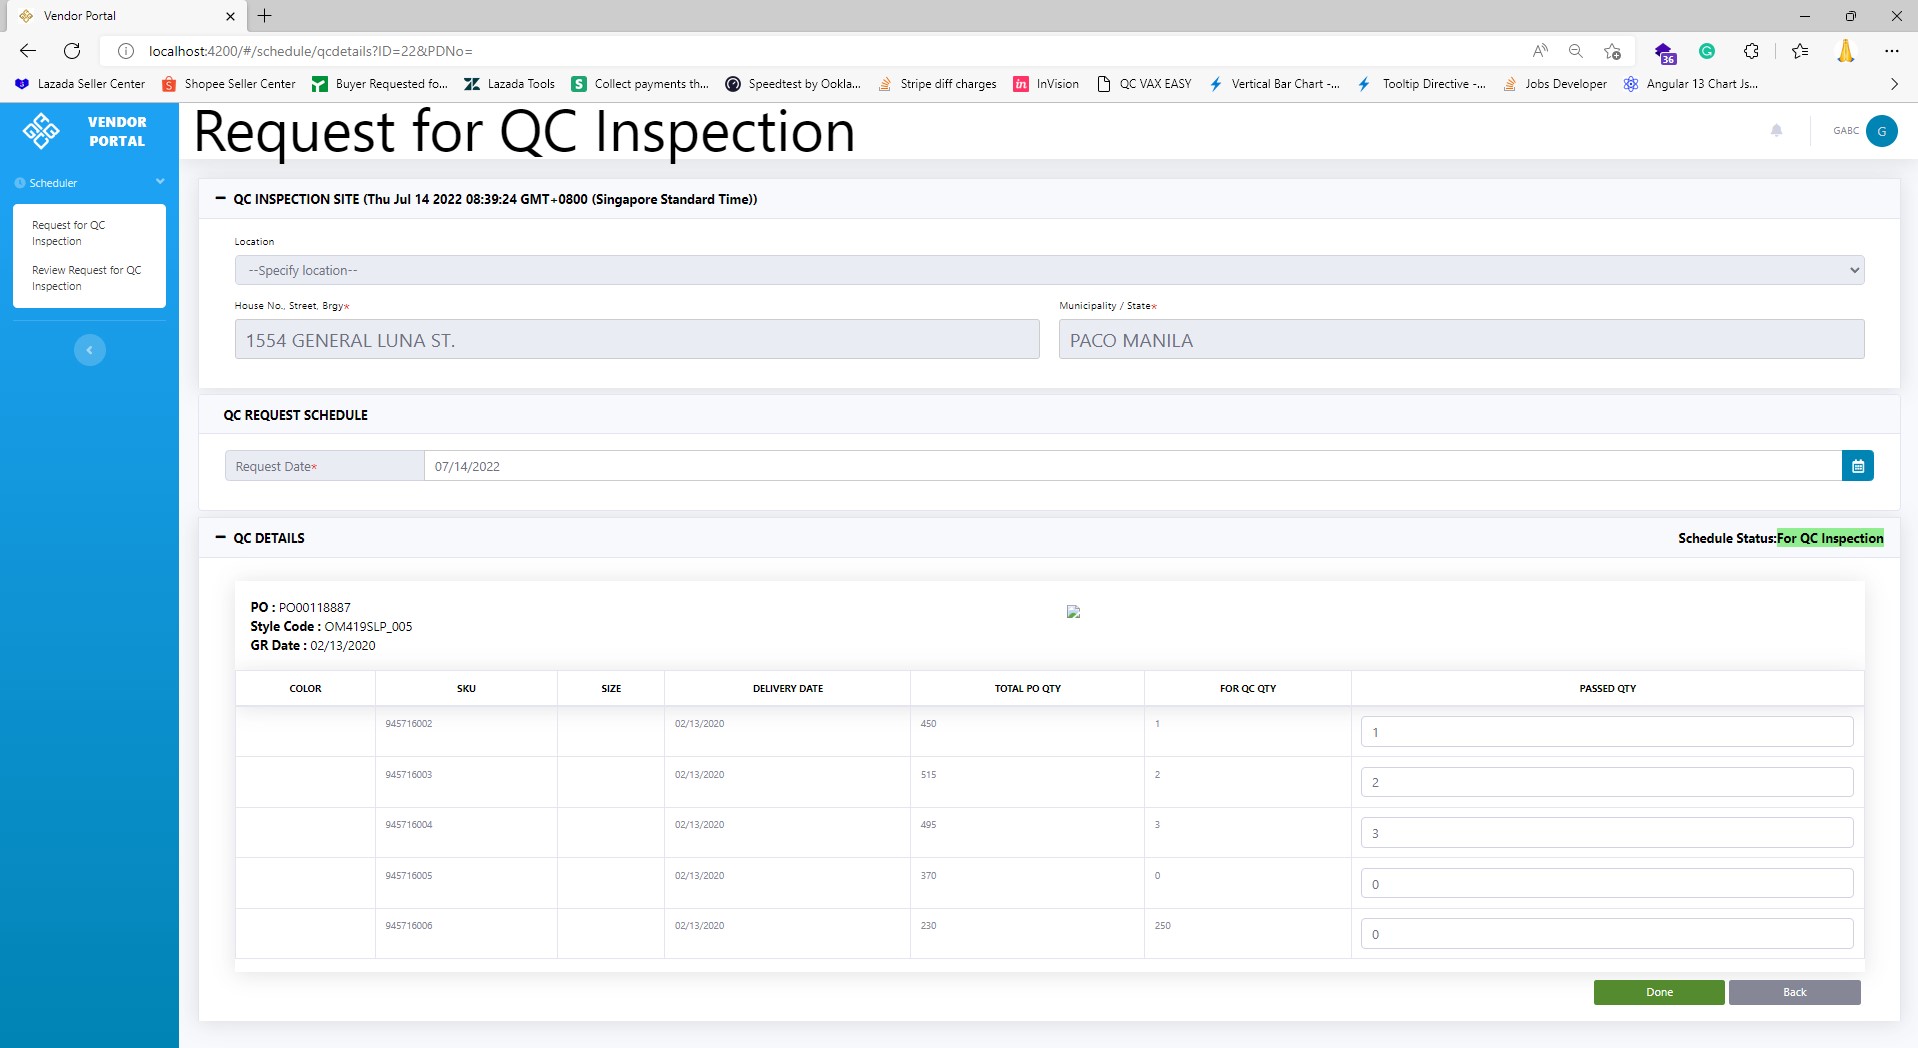 Vendor Portal
localhost:4200/#/schedule/qcdetails?ID=22&PDNo=
36
Lazada Seller Center
Shopee Seller Center
Buyer Requested fo...
Lazada Tools
Collect payments th...
Speedtest by Ookla...
Stripe diff charges
InVision
QC VAX EASY
Vertical Bar Chart -...
Tooltip Directive -...
Jobs Developer
Angular 13 Chart Js...
VENDOR
PORTAL
Request for QC Inspection
GABC
G
Scheduler
Request for QC
Inspection
Review Request for QC
Inspection
QC INSPECTION SITE (Thu Jul 14 2022 08:39:24 GMT+0800 (Singapore Standard Time))
Location
--Specify location--
House No., Street, Brgy*
Municipality / State*
1554 GENERAL LUNA ST.
PACO MANILA
QC REQUEST SCHEDULE
Request Date*
07/14/2022
QC DETAILS
Schedule Status:For QC Inspection
PO : PO00118887
Style Code : OM419SLP_005
GR Date : 02/13/2020
COLOR SKU SIZE DELIVERY DATE TOTAL PO QTY FOR QC QTY PASSED QTY
945716002 02/13/2020 450 1 1
945716003 02/13/2020 515 2 2
945716004 02/13/2020 495 3 3
945716005 02/13/2020 370 0 0
945716006 02/13/2020 230 250 0
Done
Back